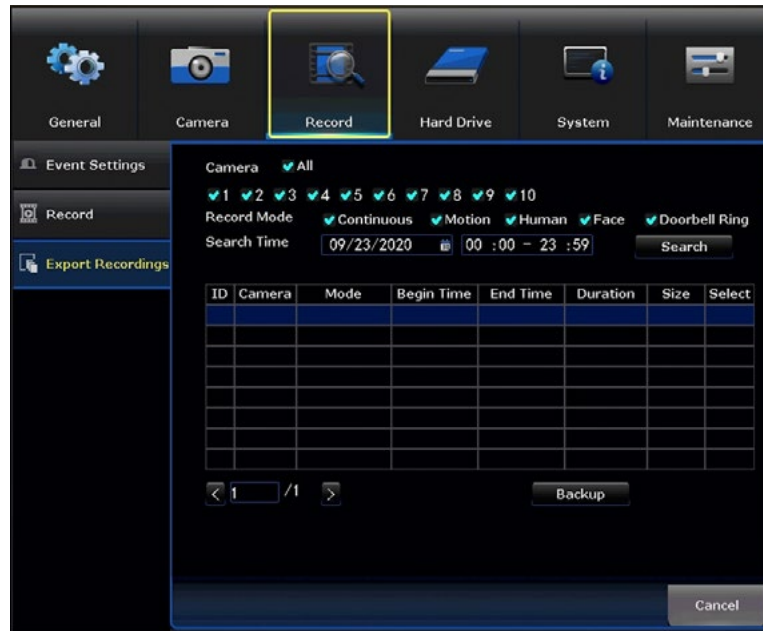 General Camera Record Hard Drive System Maintenance
Event Settings
Record
Export Recordings
Camera All
1 2 3 4 5 6 7 8 9 10
Record Mode Continuous Motion Human Face Doorbell Ring
Search Time 09/23/2020 00 :00 - 23 :59 Search
ID Camera Mode Begin Time End Time Duration Size Select
< 1 /1 > Backup
Cancel